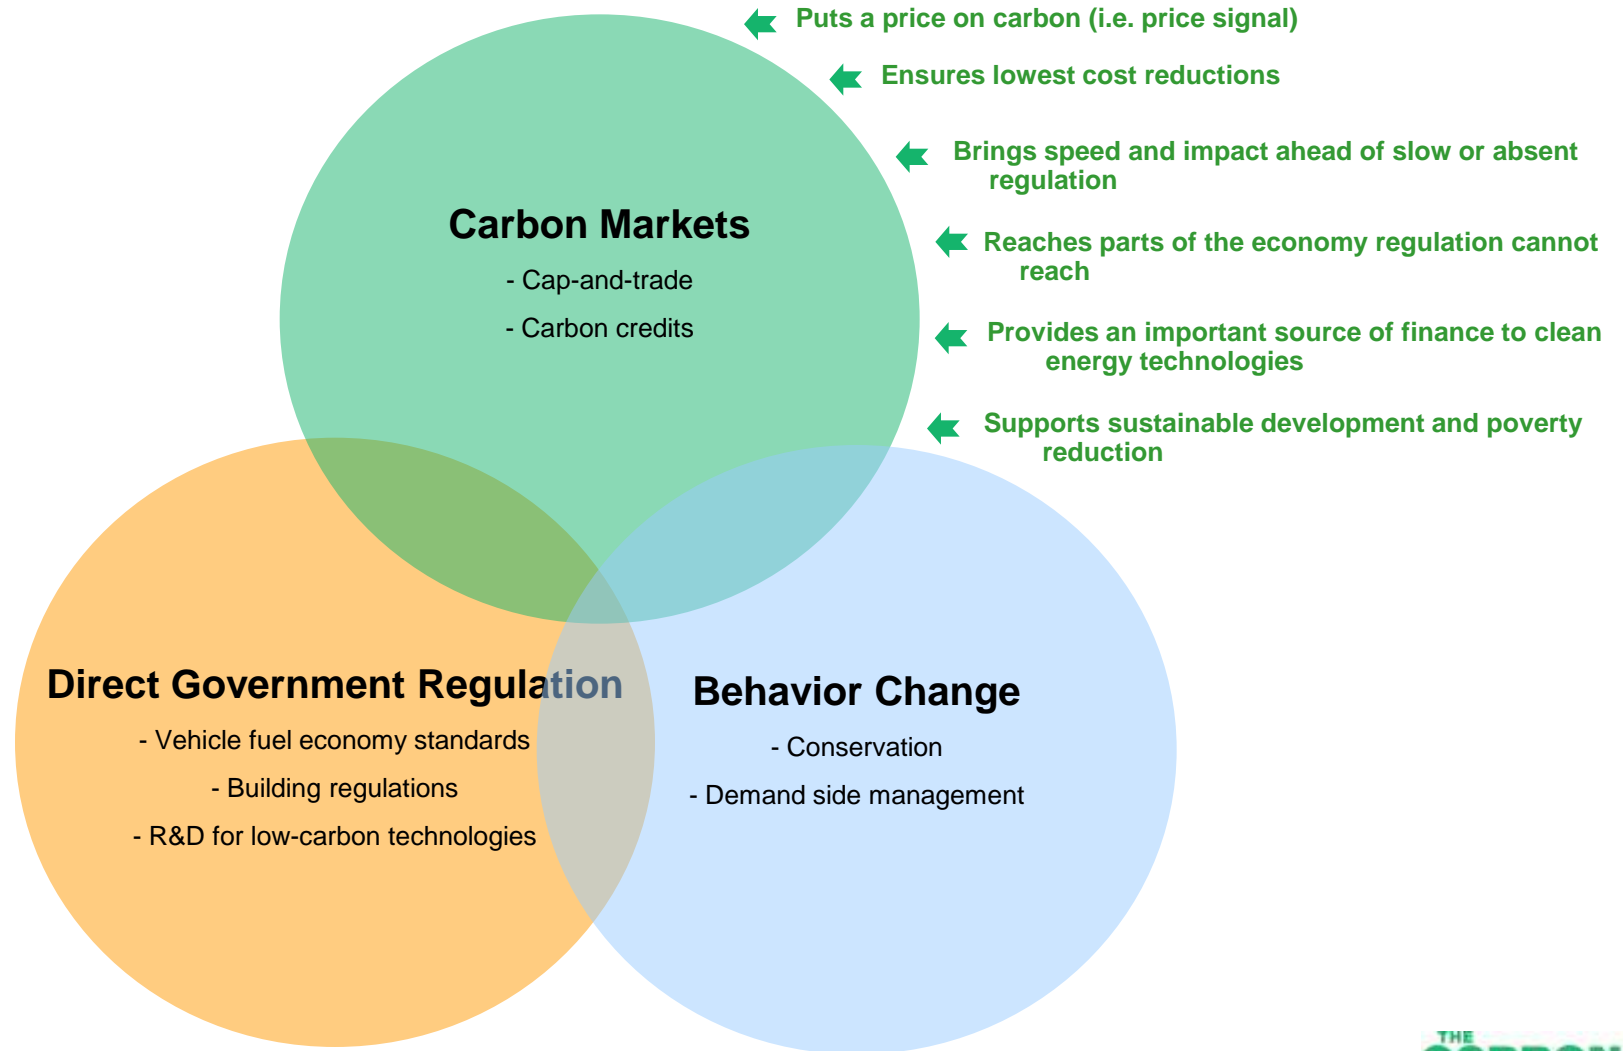 Puts a price on carbon (i.e. price signal)
Ensures lowest cost reductions
Brings speed and impact ahead of slow or absent
regulation
Reaches parts of the economy regulation cannot
reach
Provides an important source of finance to clean
energy technologies
Supports sustainable development and poverty
reduction
Carbon Markets
- Cap-and-trade
- Carbon credits
Direct Government Regulation
- Vehicle fuel economy standards
- Building regulations
- R&D for low-carbon technologies
Behavior Change
- Conservation
- Demand side management
THE